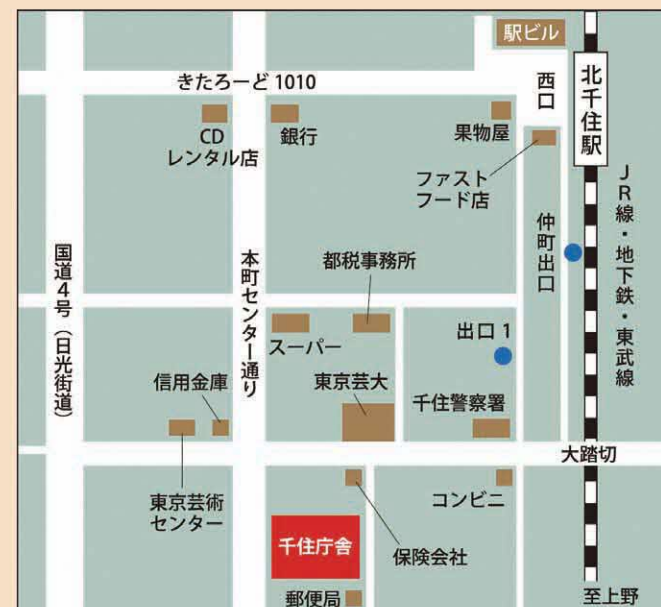 駅ビル
きたろーど 1010
西口
北千住駅
CD
レンタル店
銀行
果物屋
ファスト
フード店
JR線・地下鉄・東武線
仲町出口
国道4号（日光街道）
本町センター通り
都税事務所
スーパー
出口 1
信用金庫
東京芸大
千住警察署
大踏切
東京芸術
センター
コンビニ
千住庁舎
保険会社
郵便局
至上野